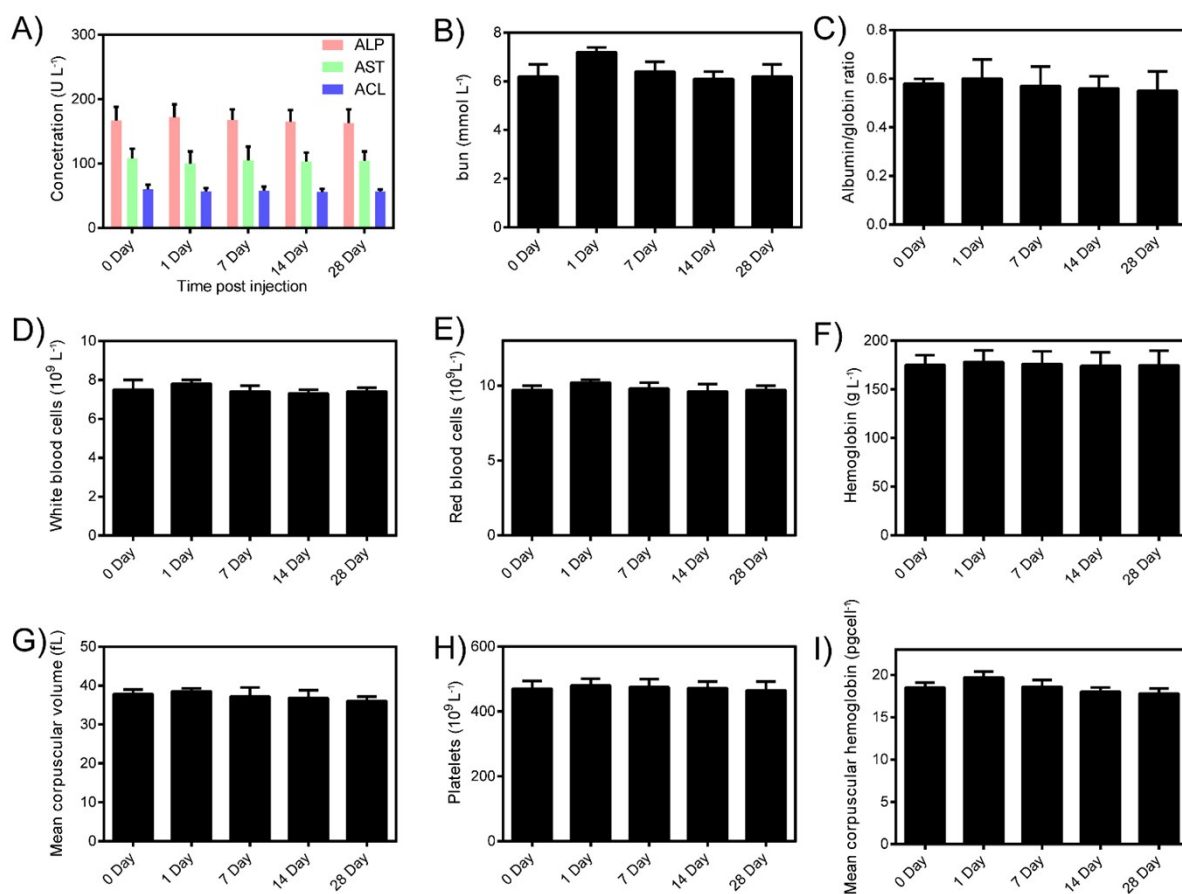 A)
Concetration (U L-1)
300
200
100
0
ALP
AST
ACL
0 Day
1 Day
7 Day
14 Day
28 Day
Time post injection
B)
bun (mmol L-1)
8
6
4
2
0
0 Day
1 Day
7 Day
14 Day
28 Day
C)
Albumin/globin ratio
0.8
0.6
0.4
0.2
0.0
0 Day
1 Day
7 Day
14 Day
28 Day
D)
White blood cells (10⁹ L-1)
10
8
6
4
2
0
0 Day
1 Day
7 Day
14 Day
28 Day
E)
Red blood cells (10⁹L-1)
10
5
0
0 Day
1 Day
7 Day
14 Day
28 Day
F)
Hemoglobin (g L-1)
200
150
100
50
0
0 Day
1 Day
7 Day
14 Day
28 Day
G)
Mean corpuscular volume (fL)
50
40
30
20
10
0
0 Day
1 Day
7 Day
14 Day
28 Day
H)
Platelets (10⁹ L-1)
600
400
200
0
0 Day
1 Day
7 Day
14 Day
28 Day
I)
Mean corpuscular hemoglobin (pgcell-1)
20
15
10
5
0
0 Day
1 Day
7 Day
14 Day
28 Day